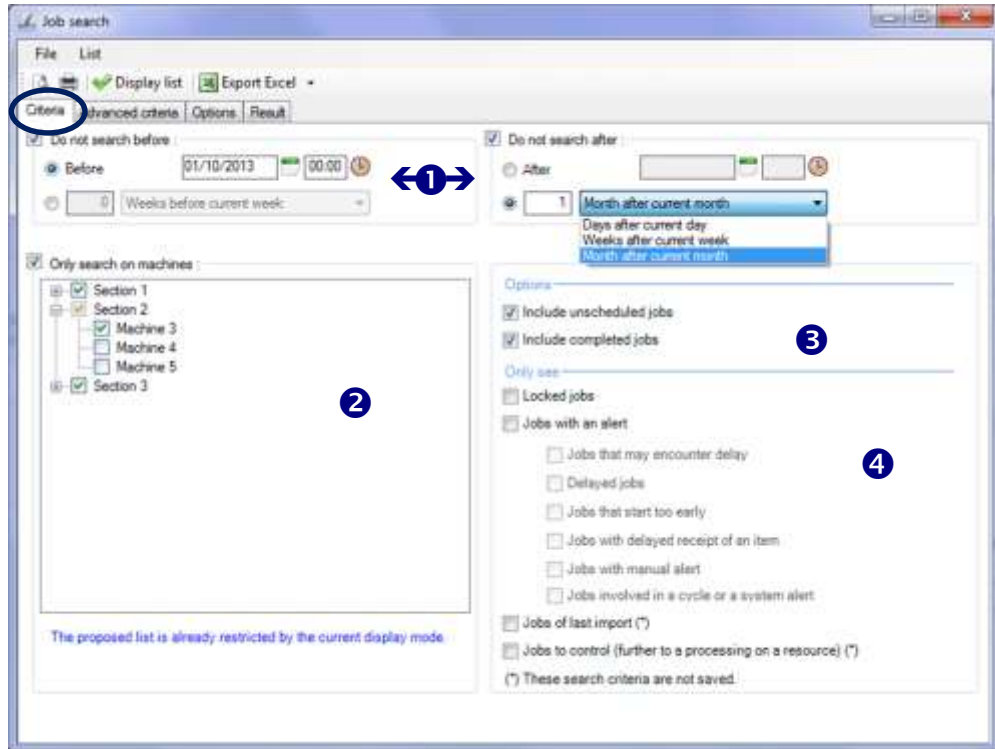 Job search
File List
Display list Export Excel
Criteria Advanced criteria Options Result
Do not search before :
Before 01/10/2013 00:00
0 Weeks before current week
1
Do not search after :
After
1 Month after current month
Days after current day
Weeks after current week
Month after current month
Only search on machines :
Section 1
Section 2
Machine 3
Machine 4
Machine 5
Section 3
2
The proposed list is already restricted by the current display mode.
Options
Include unscheduled jobs
Include completed jobs
3
Only see
Locked jobs
Jobs with an alert
Jobs that may encounter delay
4
Delayed jobs
Jobs that start too early
Jobs with delayed receipt of an item
Jobs with manual alert
Jobs involved in a cycle or a system alert
Jobs of last import (*)
Jobs to control (further to a processing on a resource) (*)
(*) These search criteria are not saved.